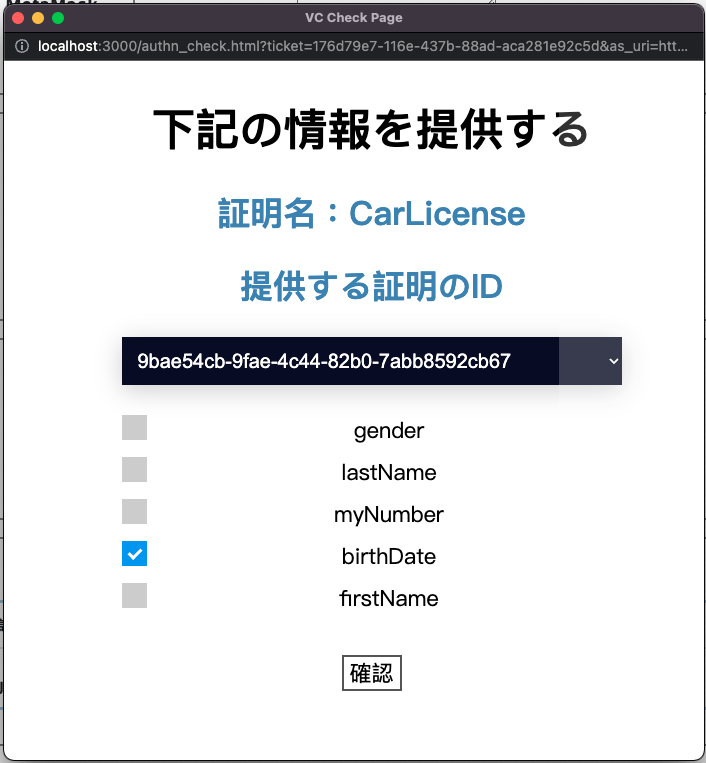 MetaMask
VC Check Page
localhost:3000/authn_check.html?ticket=176d79e7-116e-437b-88ad-aca281e92c5d&as_uri=htt...
下記の情報を提供する
証明名：CarLicense
提供する証明のID
9bae54cb-9fae-4c44-82b0-7abb8592cb67
gender
lastName
myNumber
birthDate
firstName
確認